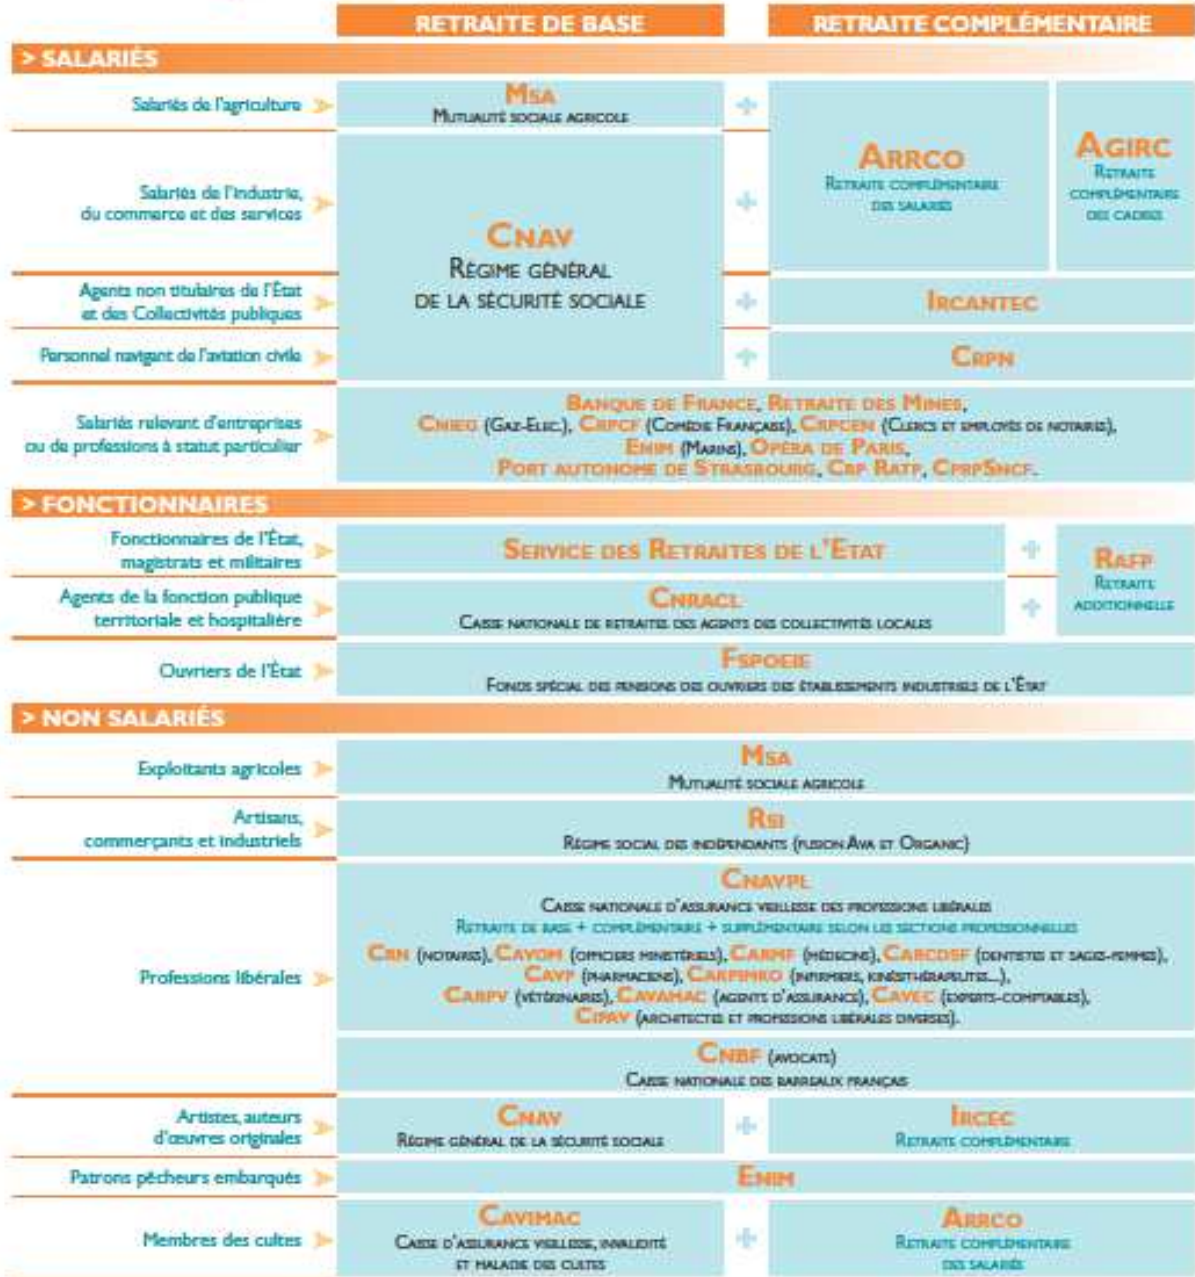 RETRAITE DE BASE
RETRAITE COMPLÉMENTAIRE
> SALARIÉS
Salariés de l'agriculture
MSA
MUTUALITÉ SOCIALE AGRICOLE
Salariés de l'industrie,
du commerce et des services
CNAV
RÉGIME GÉNÉRAL
DE LA SÉCURITÉ SOCIALE
ARRCO
RETRAITE COMPLÉMENTAIRE
DES SALARIÉS
AGIRC
RETRAITE
COMPLÉMENTAIRE
DES CADRES
Agents non titulaires de l'État
et des Collectivités publiques
IRCANTEC
Personnel navigant de l'aviation civile
CRPN
Salariés relevant d'entreprises
ou de professions à statut particulier
BANQUE DE FRANCE, RETRAITE DES MINES,
CNIEG (GAZ-ELEC.), CRPCF (COMÉDIE FRANÇAISE), CRPCEN (CLERCS ET EMPLOYÉS DE NOTAIRES),
ENIM (MARINS), OPÉRA DE PARIS,
PORT AUTONOME DE STRASBOURG, CRP RATP, CPRPSNCF.
> FONCTIONNAIRES
Fonctionnaires de l'État,
magistrats et militaires
SERVICE DES RETRAITES DE L'ETAT
RAFP
RETRAITE
ADDITIONNELLE
Agents de la fonction publique
territoriale et hospitalière
CNRACL
CAISSE NATIONALE DE RETRAITES DES AGENTS DES COLLECTIVITÉS LOCALES
Ouvriers de l'État
FSPOEIE
FONDS SPÉCIAL DES PENSIONS DES OUVRIERS DES ÉTABLISSEMENTS INDUSTRIELS DE L'ÉTAT
> NON SALARIÉS
Exploitants agricoles
MSA
MUTUALITÉ SOCIALE AGRICOLE
Artisans,
commerçants et industriels
RSI
RÉGIME SOCIAL DES INDÉPENDANTS (FUSION AVA ET ORGANIC)
Professions libérales
CNAVPL
CAISSE NATIONALE D'ASSURANCE VIEILLESSE DES PROFESSIONS LIBÉRALES
RETRAITE DE BASE + COMPLÉMENTAIRE + SUPPLÉMENTAIRE SELON LES SECTIONS PROFESSIONNELLES
CRN (NOTAIRES), CAVOM (OFFICIERS MINISTÉRIELS), CARMF (MÉDECINS), CARCDSF (DENTISTES ET SAGES-FEMMES),
CAVP (PHARMACIENS), CARPIMKO (INFIRMIERS, KINÉSITHÉRAPEUTES...),
CARPV (VÉTÉRINAIRES), CAVAMAC (AGENTS D'ASSURANCE), CAVEC (EXPERTS-COMPTABLES),
CIPAV (ARCHITECTES ET PROFESSIONS LIBÉRALES DIVERSES).
CNBF (AVOCATS)
CAISSE NATIONALE DES BARREAUX FRANÇAIS
Artistes, auteurs
d'œuvres originales
CNAV
RÉGIME GÉNÉRAL DE LA SÉCURITÉ SOCIALE
IRCEC
RETRAITE COMPLÉMENTAIRE
Patrons pêcheurs embarqués
ENIM
Membres des cultes
CAVIMAC
CAISSE D'ASSURANCE VIEILLESSE, INVALIDITÉ
ET MALADIE DES CULTES
ARRCO
RETRAITE COMPLÉMENTAIRE
DES SALARIÉS